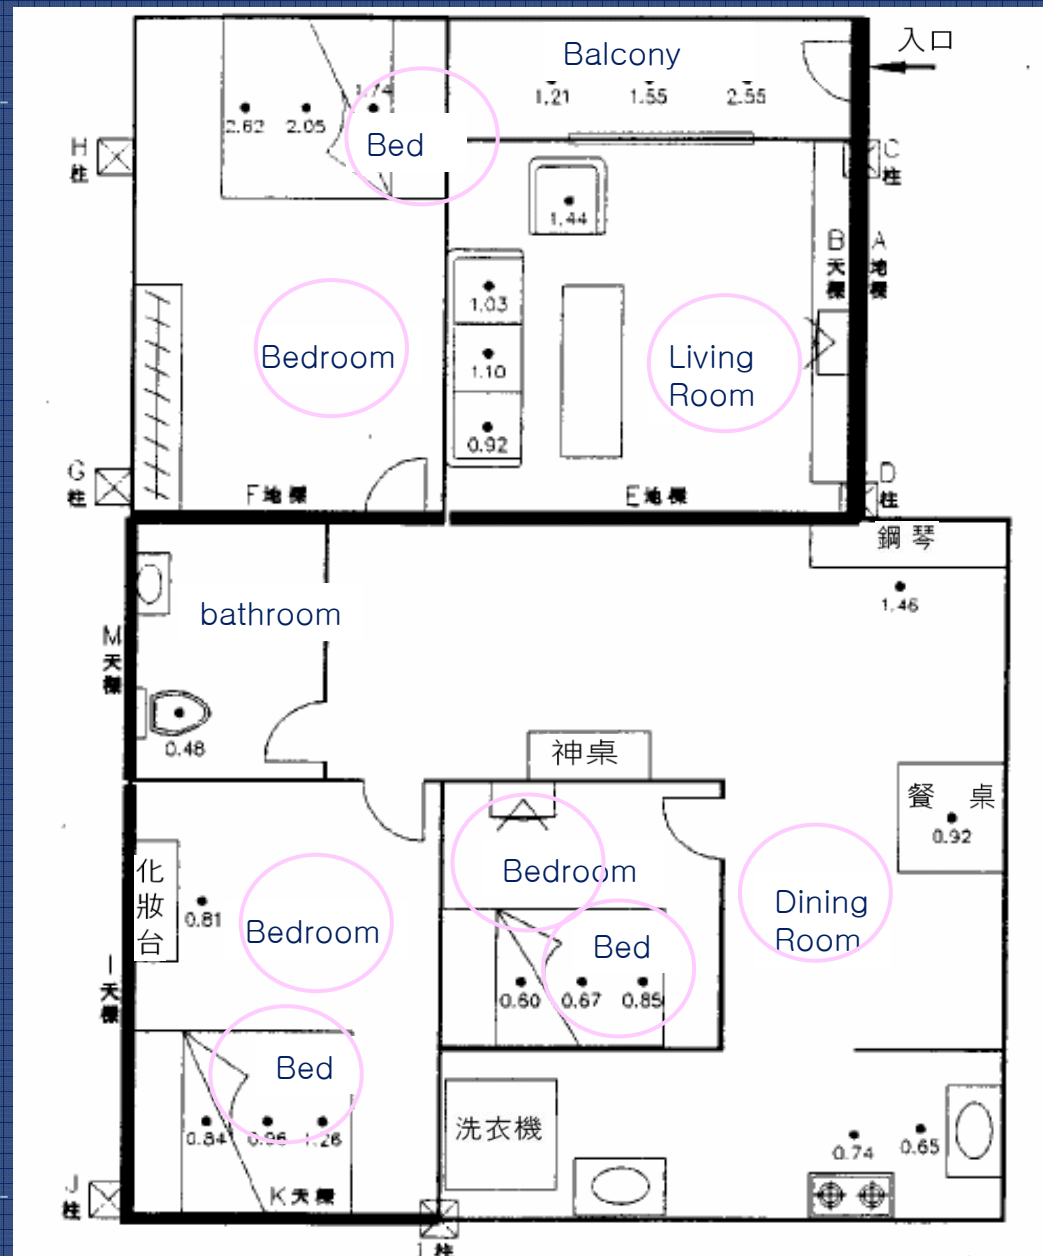 入口
Balcony
1.21 1.55 2.55
1.74
2.62 2.05
Bed
H
柱
C
柱
1.44
B
天
樑
A
地
樑
1.03
Bedroom
Living
Room
1.10
0.92
G
柱
F地樑
E地樑
D
柱
鋼琴
1.46
bathroom
M
天
樑
0.48
神桌
餐桌
0.92
化
妝
台
0.81
Bedroom
Bedroom
Dining
Room
Bed
0.60 0.67 0.85
I
天
樑
Bed
0.84 0.96 1.26
洗衣機
0.74 0.65
J
柱
K天樑
柱